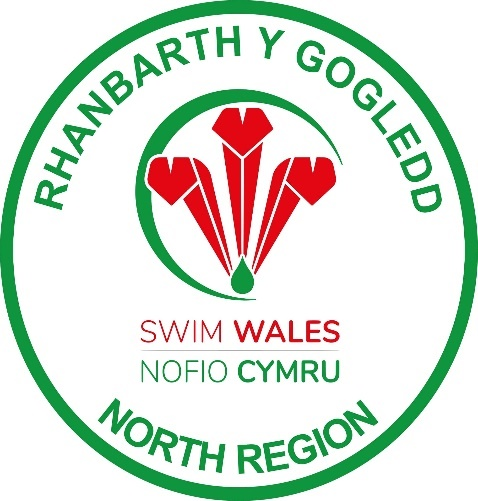 RHANBARTH Y GOGLEDD
SWIM WALES
NOFIO CYMRU
NORTH REGION